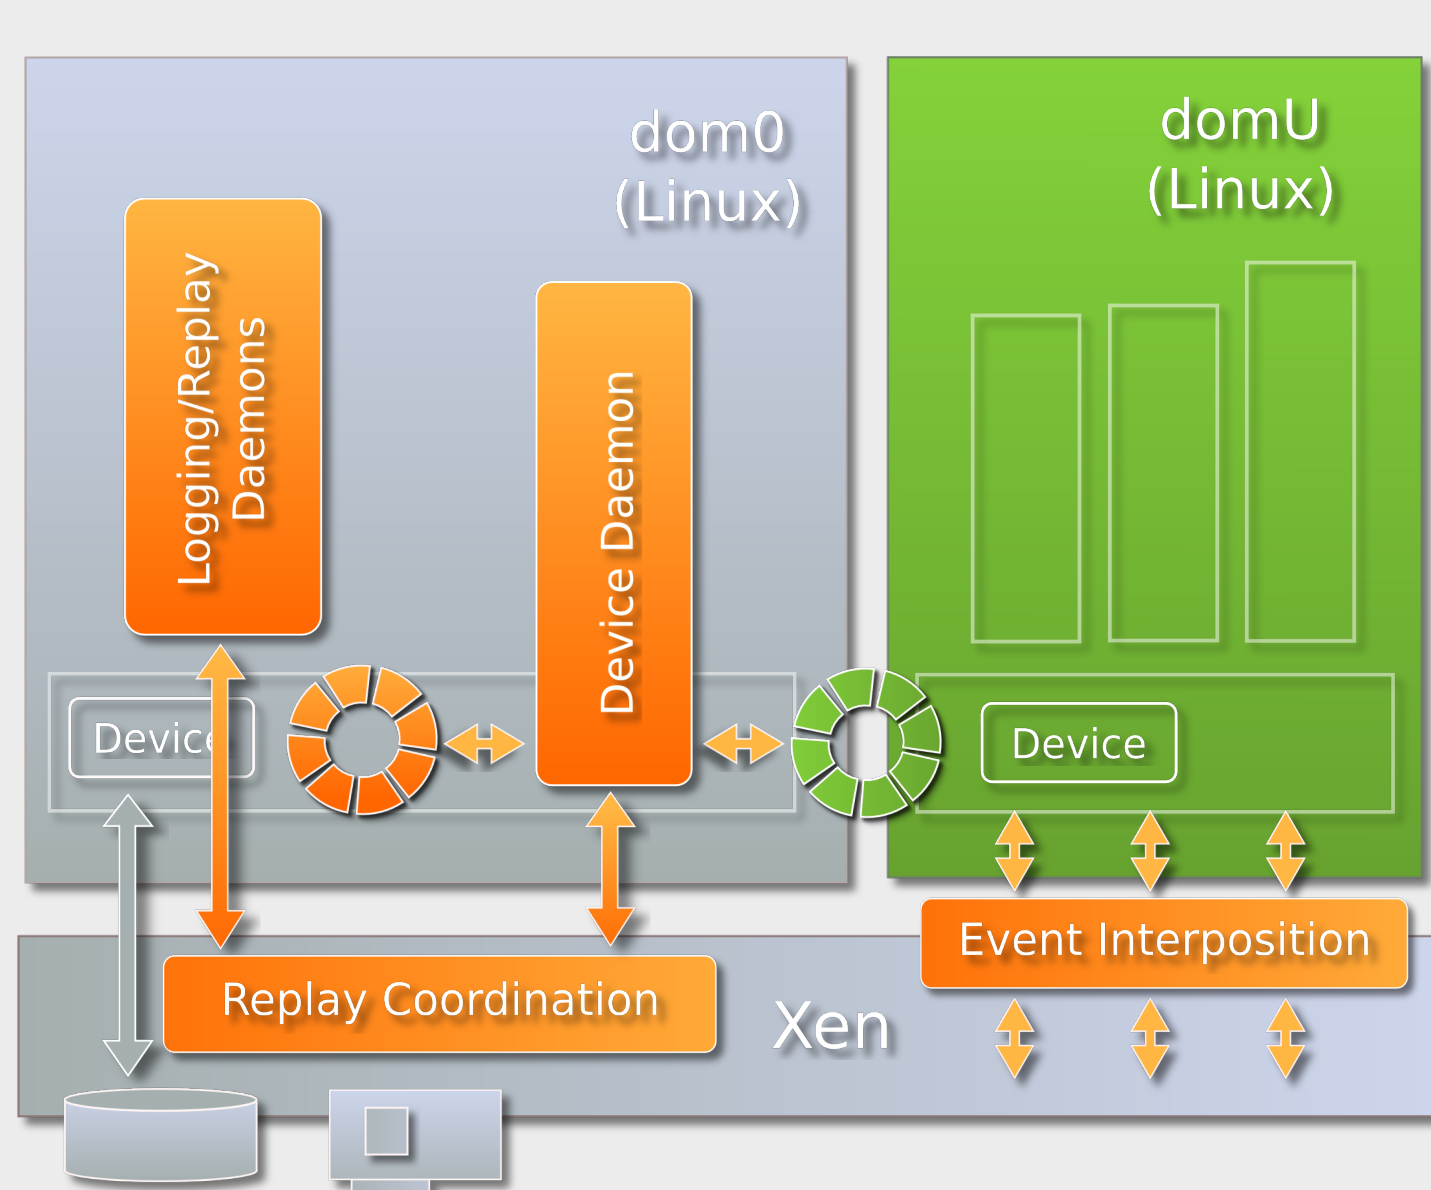 dom0
(Linux)
domU
(Linux)
Logging/Replay
Daemons
Device Daemon
Device
Device
Event Interposition
Replay Coordination
Xen